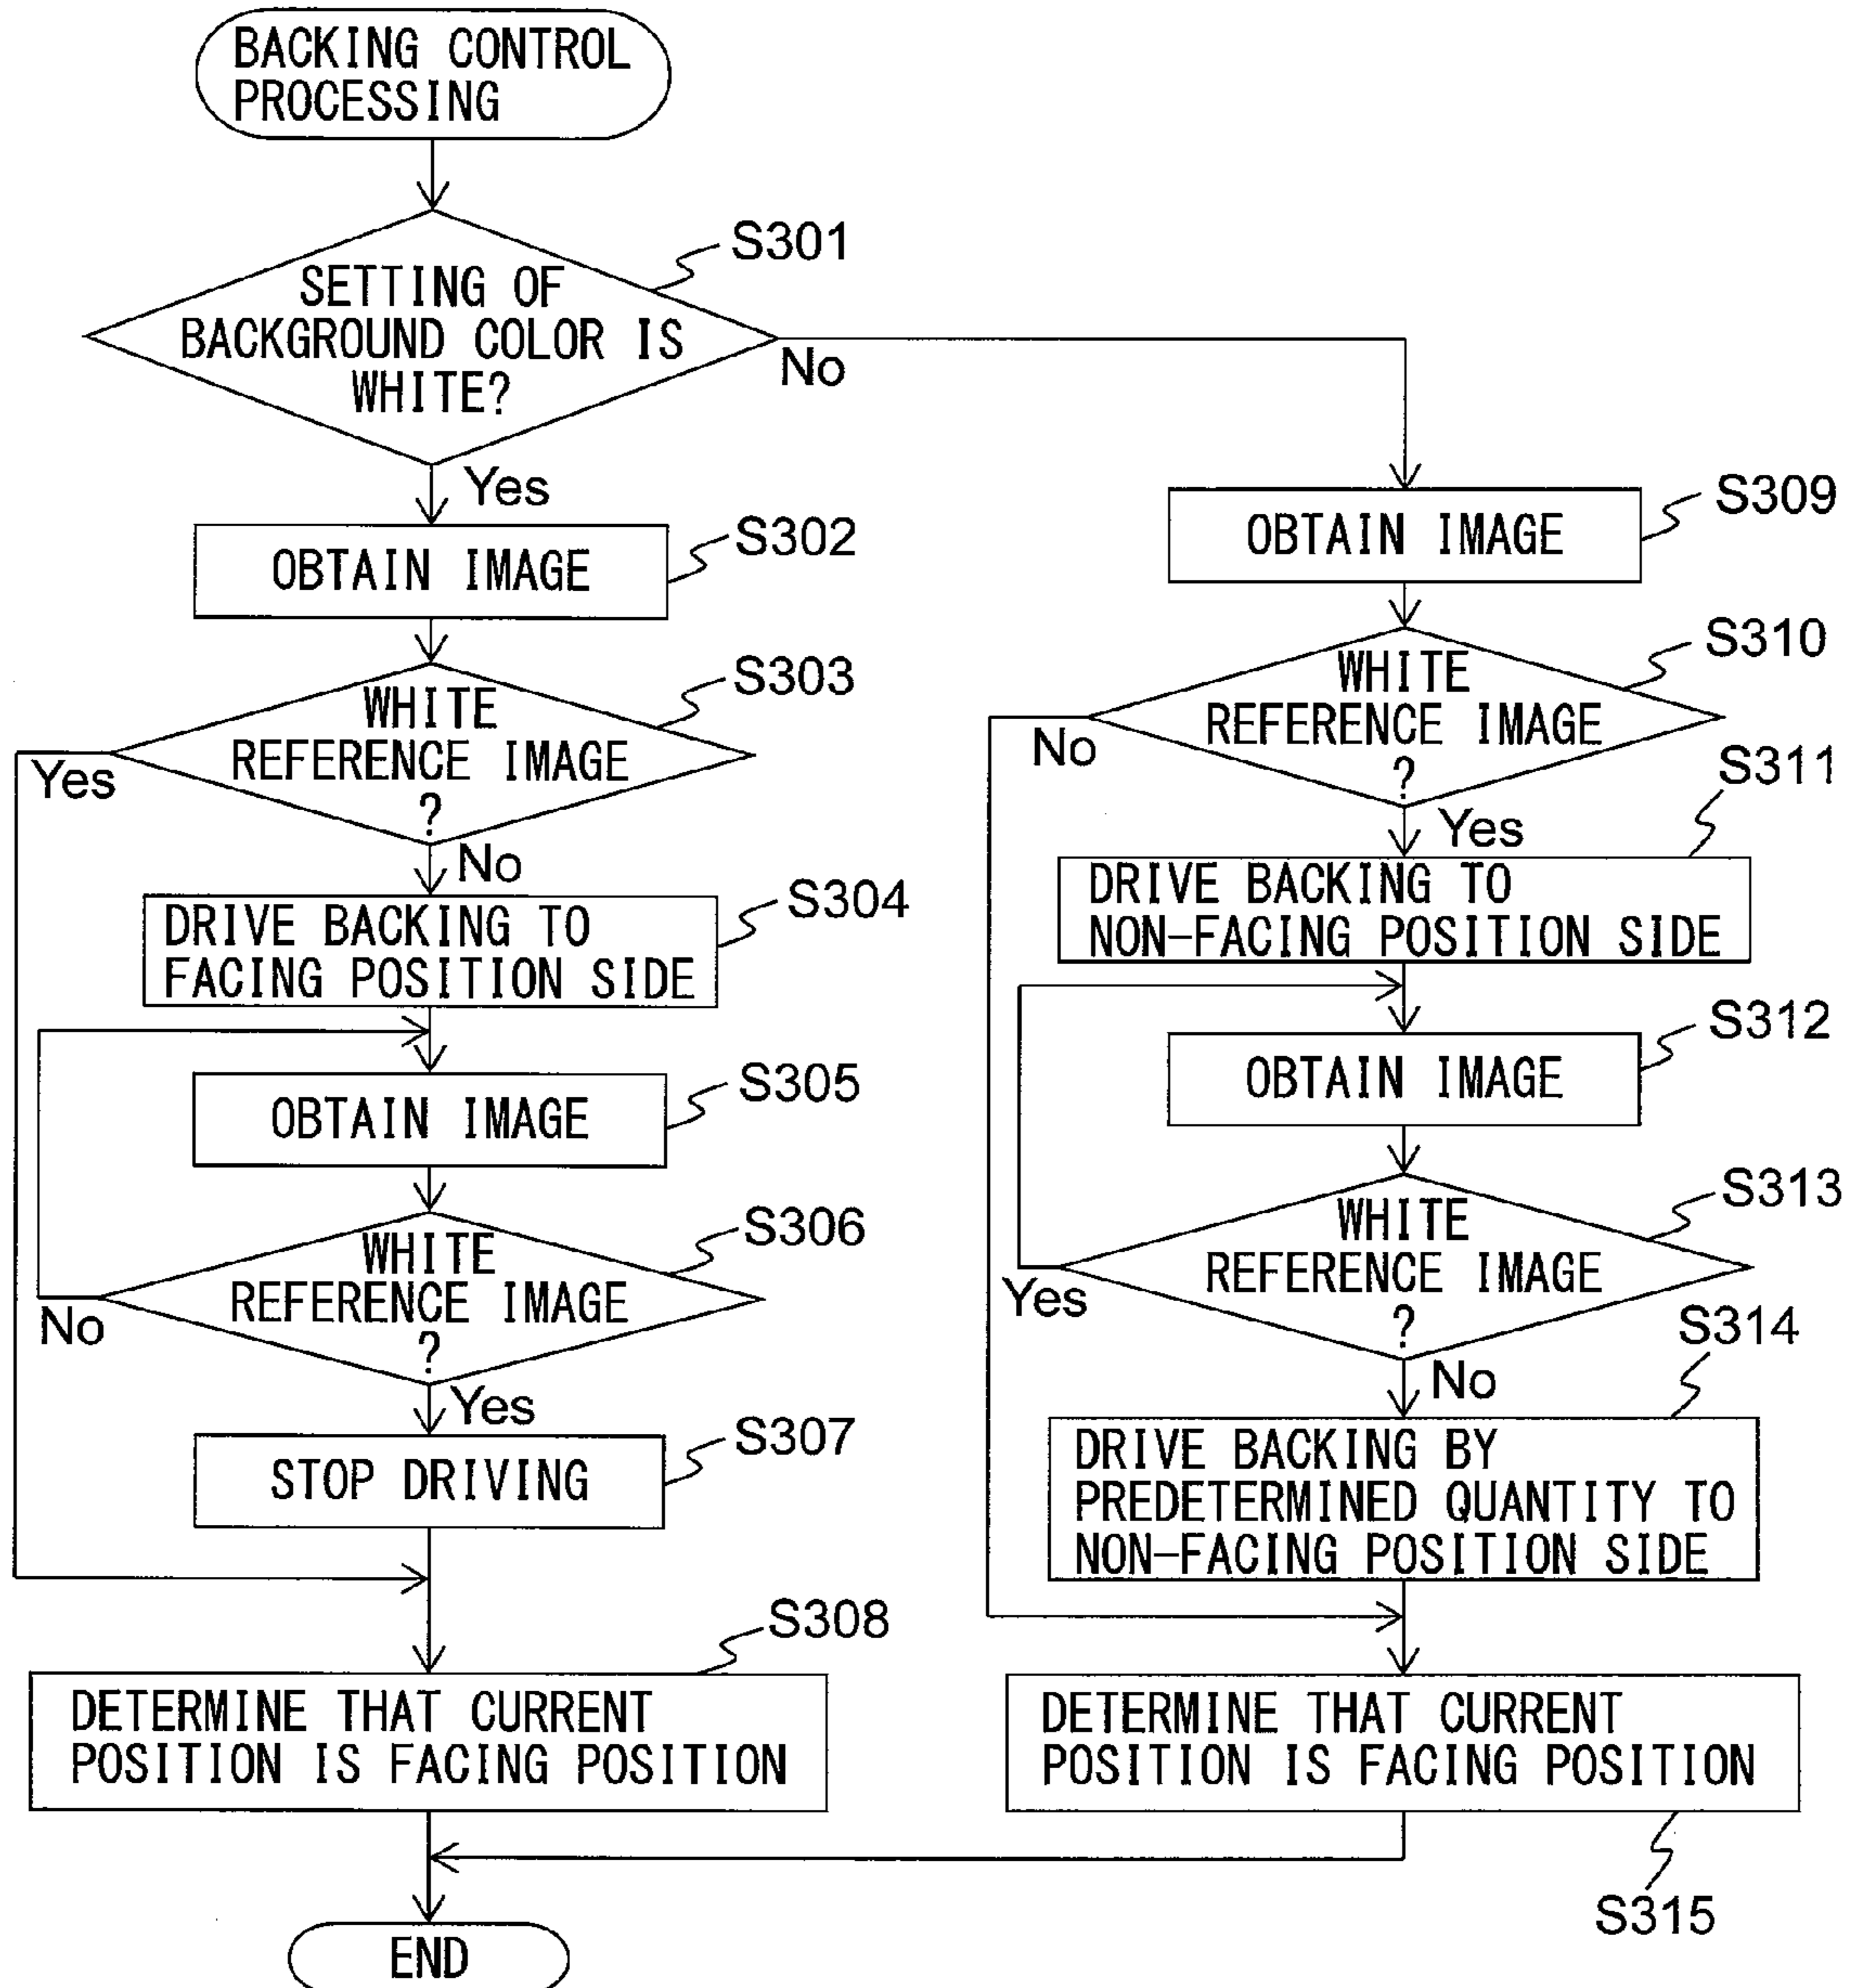 BACKING CONTROL
PROCESSING
S301
SETTING OF
BACKGROUND COLOR IS
WHITE?
No
Yes
S302
OBTAIN IMAGE
S303
WHITE
REFERENCE IMAGE
?
Yes
No
S304
DRIVE BACKING TO
FACING POSITION SIDE
S305
OBTAIN IMAGE
S306
WHITE
REFERENCE IMAGE
?
No
Yes
S307
STOP DRIVING
S308
DETERMINE THAT CURRENT
POSITION IS FACING POSITION
S309
OBTAIN IMAGE
S310
WHITE
REFERENCE IMAGE
?
No
Yes
S311
DRIVE BACKING TO
NON-FACING POSITION SIDE
S312
OBTAIN IMAGE
S313
WHITE
REFERENCE IMAGE
?
Yes
No
S314
DRIVE BACKING BY
PREDETERMINED QUANTITY TO
NON-FACING POSITION SIDE
DETERMINE THAT CURRENT
POSITION IS FACING POSITION
S315
END